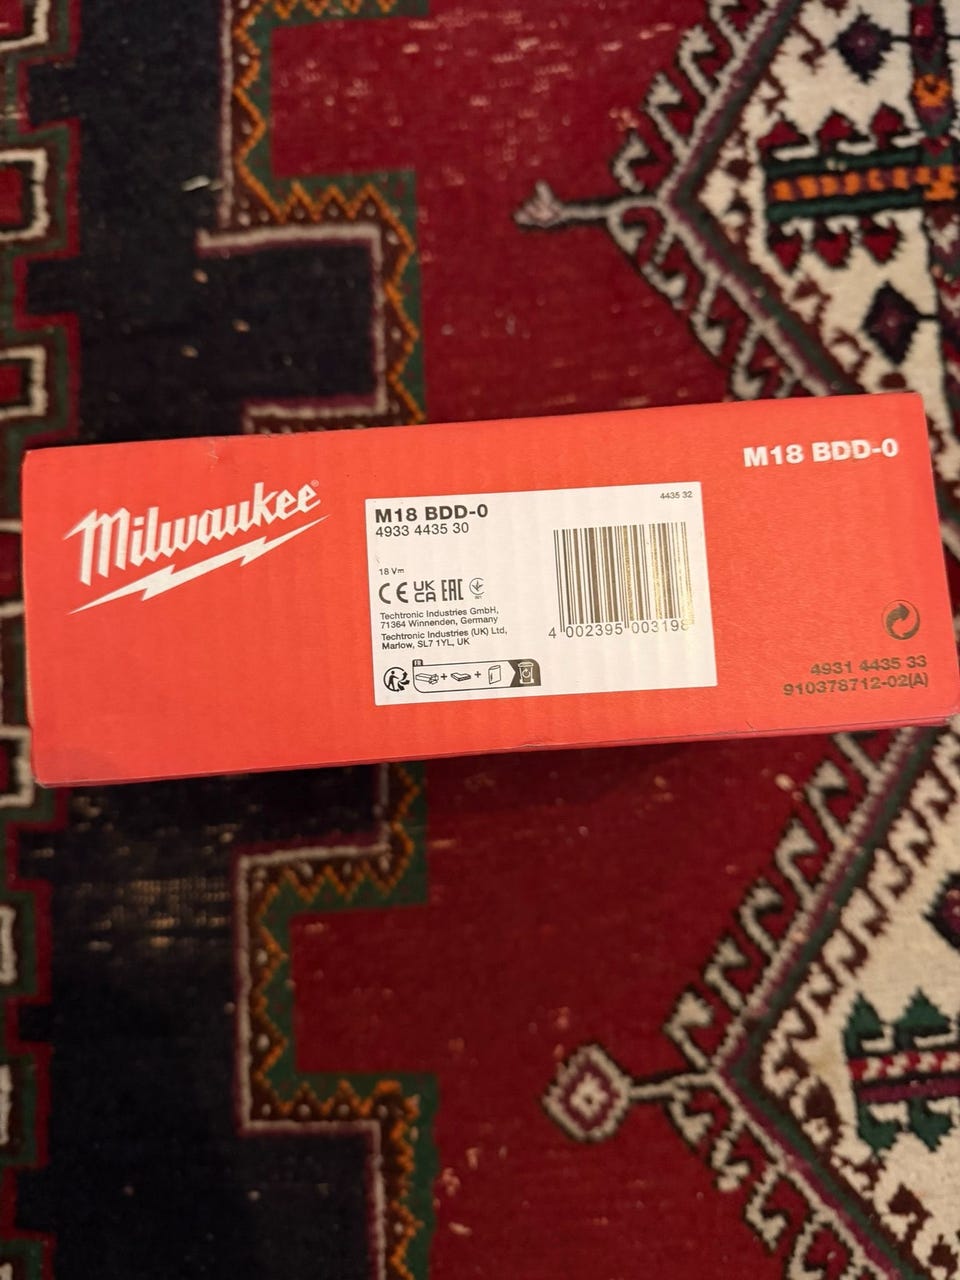 Milwaukee®
M18 BDD-0
M18 BDD-0
4933 4435 30
4435 32
18 V
CE UK CA EAC
Techtronic Industries GmbH,
71364 Winnenden, Germany
Techtronic Industries (UK) Ltd,
Marlow, SL7 1YL, UK
FR
+ +
4 002395 003198
4931 4435 33
910378712-02(A)